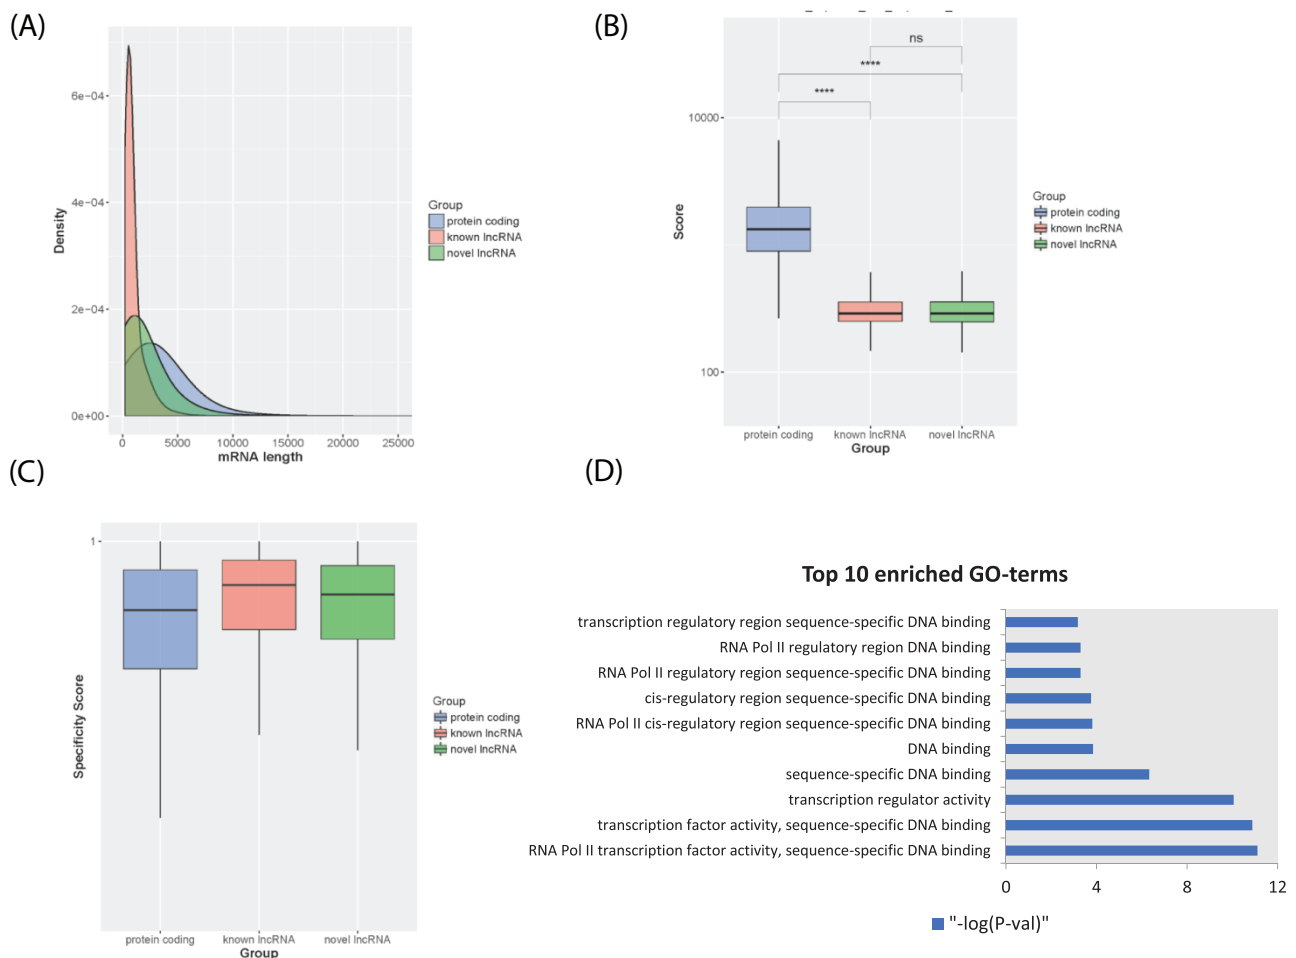 (A)
6e−04
4e−04
2e−04
0e+00
Density
0
5000
10000
15000
20000
25000
mRNA length
Group
protein coding
known lncRNA
novel lncRNA
(B)
ns
****
****
10000
100
Score
protein coding
known lncRNA
novel lncRNA
Group
Group
protein coding
known lncRNA
novel lncRNA
(C)
1
Specificity Score
protein coding
known lncRNA
novel lncRNA
Group
Group
protein coding
known lncRNA
novel lncRNA
(D)
Top 10 enriched GO-terms
transcription regulatory region sequence-specific DNA binding
RNA Pol II regulatory region DNA binding
RNA Pol II regulatory region sequence-specific DNA binding
cis-regulatory region sequence-specific DNA binding
RNA Pol II cis-regulatory region sequence-specific DNA binding
DNA binding
sequence-specific DNA binding
transcription regulator activity
transcription factor activity, sequence-specific DNA binding
RNA Pol II transcription factor activity, sequence-specific DNA binding
0
4
8
12
"-log(P-val)"